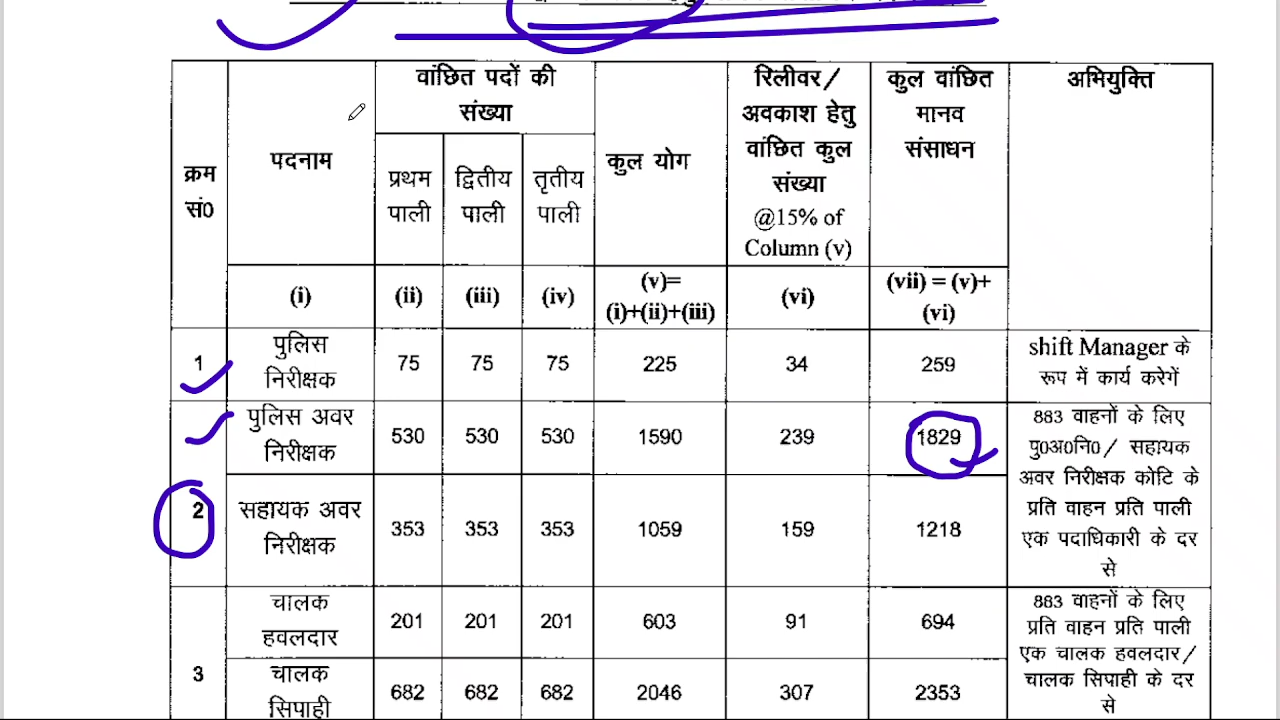 वांछित पदों की
संख्या
रिलीवर/
अवकाश हेतु
वांछित कुल
संख्या
@15% of
Column (v)
कुल वांछित
मानव
संसाधन
अभियुक्ति
क्रम
सं0
पदनाम
प्रथम
पाली
द्वितीय
पाली
तृतीय
पाली
कुल योग
(i)
(ii)
(iii)
(iv)
(v)=
(i)+(ii)+(iii)
(vi)
(vii) = (v)+
(vi)
1
पुलिस
निरीक्षक
75
75
75
225
34
259
shift Manager के
रूप में कार्य करेगें
पुलिस अवर
निरीक्षक
530
530
530
1590
239
1829
883 वाहनों के लिए
पु0अ0नि0/ सहायक
अवर निरीक्षक कोटि के
प्रति वाहन प्रति पाली
एक पदाधिकारी के दर
से
2
सहायक अवर
निरीक्षक
353
353
353
1059
159
1218
3
चालक
हवलदार
201
201
201
603
91
694
883 वाहनों के लिए
प्रति वाहन प्रति पाली
एक चालक हवलदार/
चालक सिपाही के दर
से
चालक
सिपाही
682
682
682
2046
307
2353